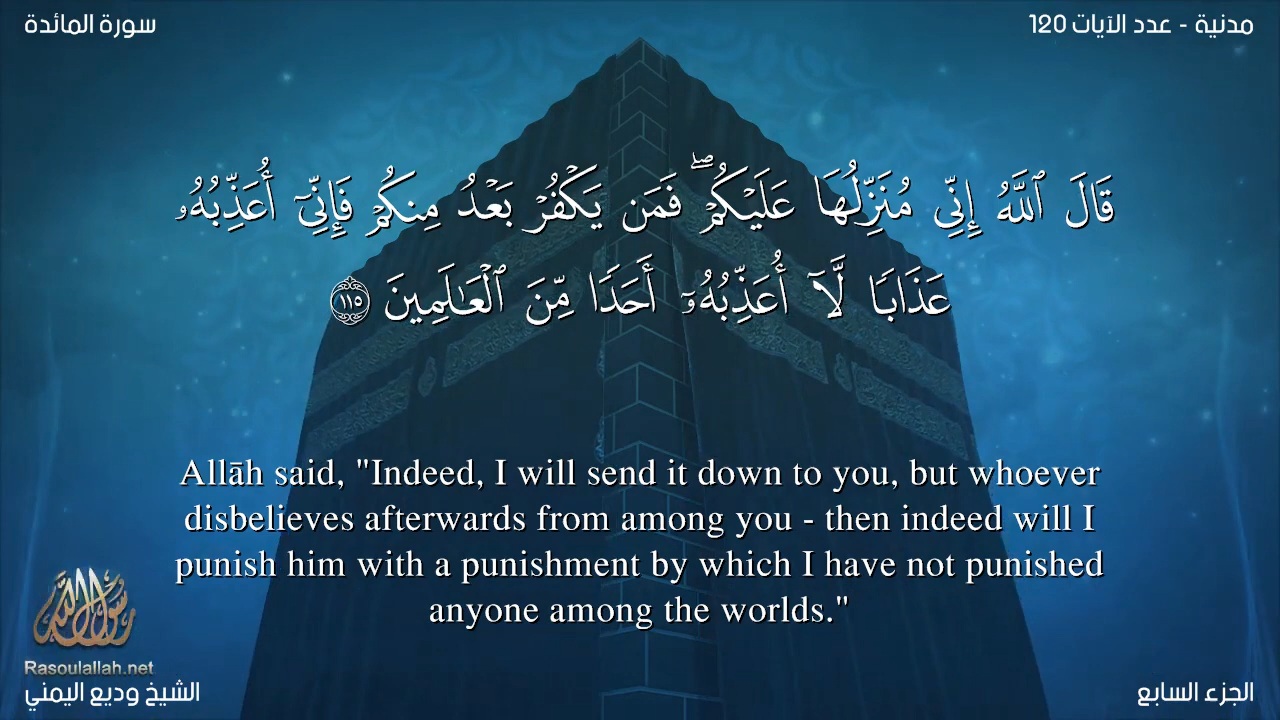 سورة المائدة
مدنية - عدد الآيات 120
قَالَ ٱللَّهُ إِنِّى مُنَزِّلُهَا عَلَيْكُمْ ۖ فَمَن يَكْفُرْ بَعْدُ مِنكُمْ فَإِنِّىٓ أُعَذِّبُهُۥ
عَذَابًا لَّآ أُعَذِّبُهُۥٓ أَحَدًا مِّنَ ٱلْعَـٰلَمِينَ ١١٥
Allāh said, "Indeed, I will send it down to you, but whoever
disbelieves afterwards from among you - then indeed will I
punish him with a punishment by which I have not punished
anyone among the worlds."
رسول الله
Rasoulallah.net
الشيخ وديع اليمني
الجزء السابع